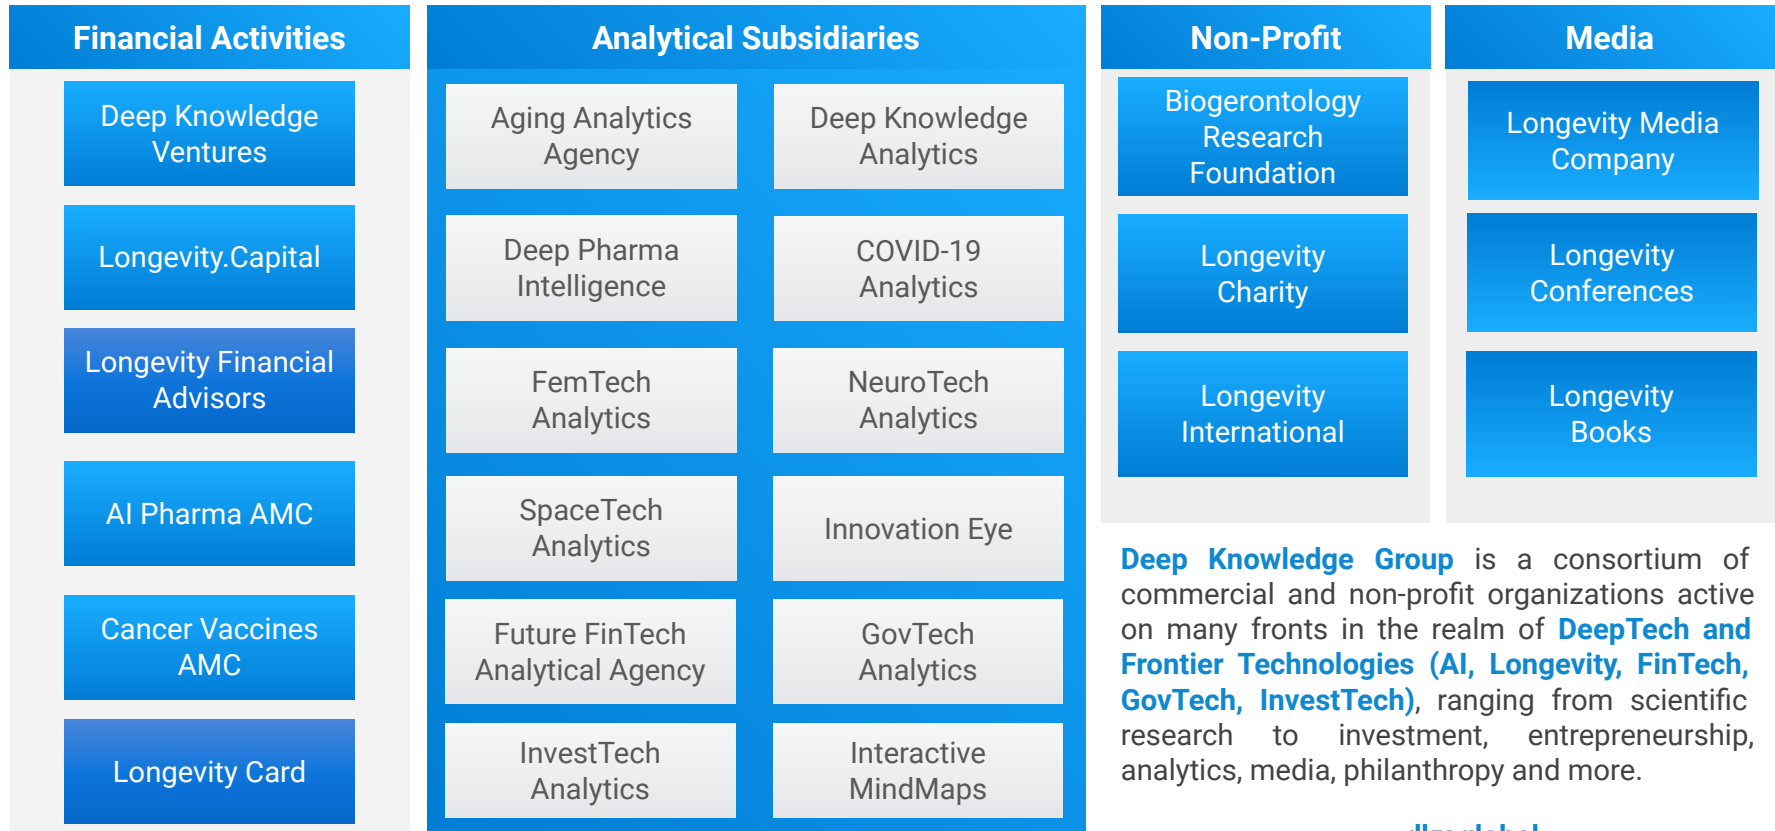 Financial Activities
Deep Knowledge
Ventures
Longevity.Capital
Longevity Financial
Advisors
AI Pharma AMC
Cancer Vaccines
AMC
Longevity Card
Analytical Subsidiaries
Aging Analytics
Agency
Deep Knowledge
Analytics
Deep Pharma
Intelligence
COVID-19
Analytics
FemTech
Analytics
NeuroTech
Analytics
SpaceTech
Analytics
Innovation Eye
Future FinTech
Analytical Agency
GovTech
Analytics
InvestTech
Analytics
Interactive
MindMaps
Non-Profit
Biogerontology
Research
Foundation
Longevity
Charity
Longevity
International
Media
Longevity Media
Company
Longevity
Conferences
Longevity
Books
Deep Knowledge Group is a consortium of
commercial and non-profit organizations active
on many fronts in the realm of DeepTech and
Frontier Technologies (AI, Longevity, FinTech,
GovTech, InvestTech), ranging from scientific
research to investment, entrepreneurship,
analytics, media, philanthropy and more.